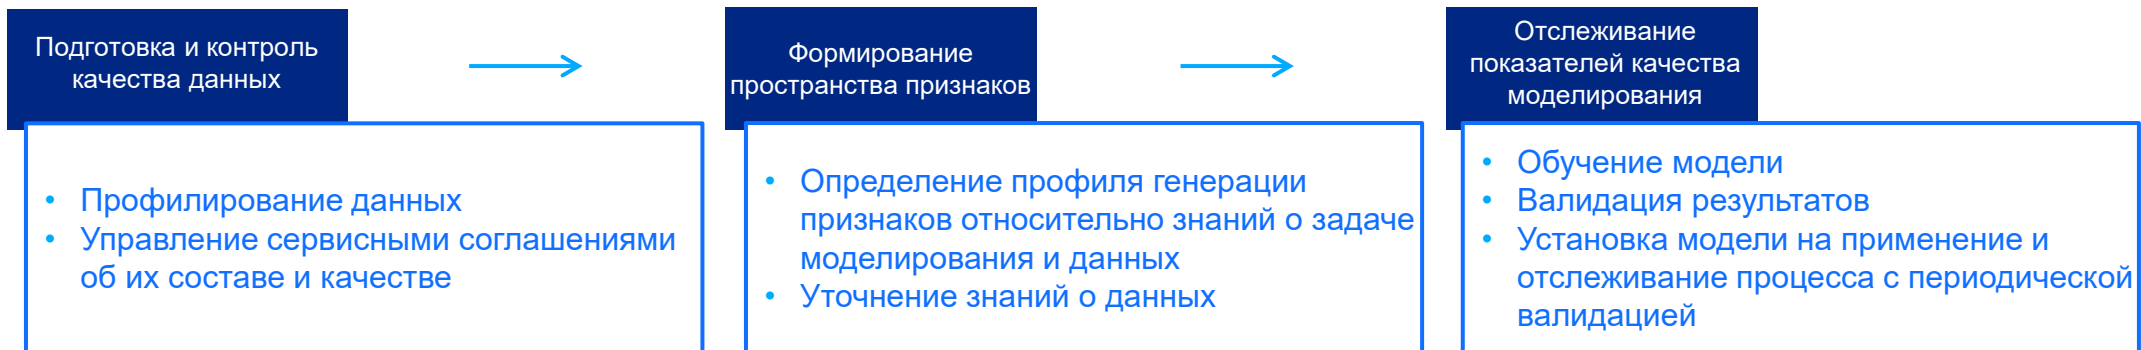 Подготовка и контроль
качества данных
• Профилирование данных
• Управление сервисными соглашениями
об их составе и качестве
Формирование
пространства признаков
• Определение профиля генерации
признаков относительно знаний о задаче
моделирования и данных
• Уточнение знаний о данных
Отслеживание
показателей качества
моделирования
• Обучение модели
• Валидация результатов
• Установка модели на применение и
отслеживание процесса с периодической
валидацией